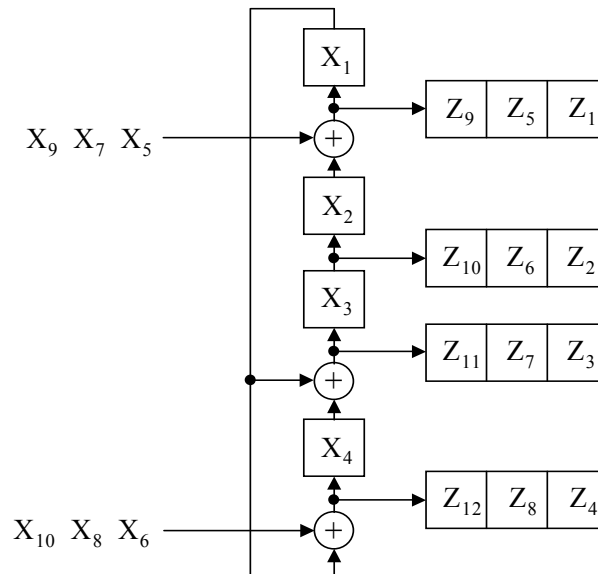 X₁
Z₉ Z₅ Z₁
X₉ X₇ X₅
+
X₂
Z₁₀ Z₆ Z₂
X₃
Z₁₁ Z₇ Z₃
+
X₄
Z₁₂ Z₈ Z₄
X₁₀ X₈ X₆
+